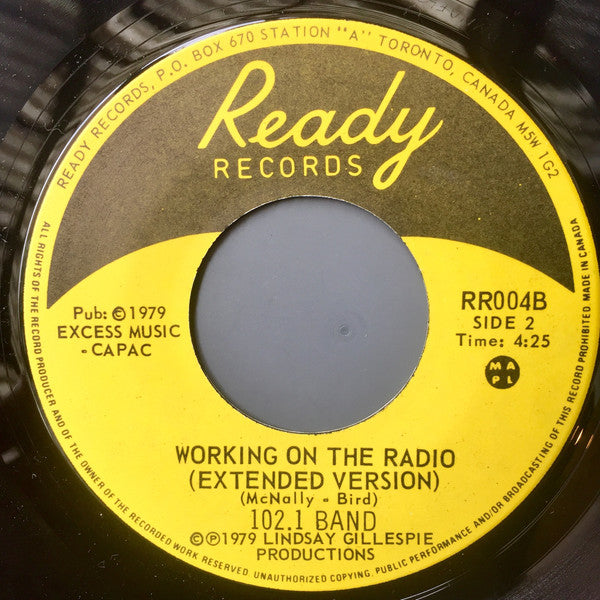 READY RECORDS, P.O. BOX 670 STATION "A" TORONTO, CANADA M5W 1G2
Ready
RECORDS
Pub: ©1979
EXCESS MUSIC
- CAPAC
RR004B
SIDE 2
Time: 4:25
M A
P L
WORKING ON THE RADIO
(EXTENDED VERSION)
(McNally - Bird)
102.1 BAND
©℗1979 LINDSAY GILLESPIE
PRODUCTIONS
ALL RIGHTS OF THE RECORD PRODUCER AND OF THE OWNER OF THE RECORDED WORK RESERVED. UNAUTHORIZED COPYING, PUBLIC PERFORMANCE AND/OR BROADCASTING OF THIS RECORD PROHIBITED. MADE IN CANADA